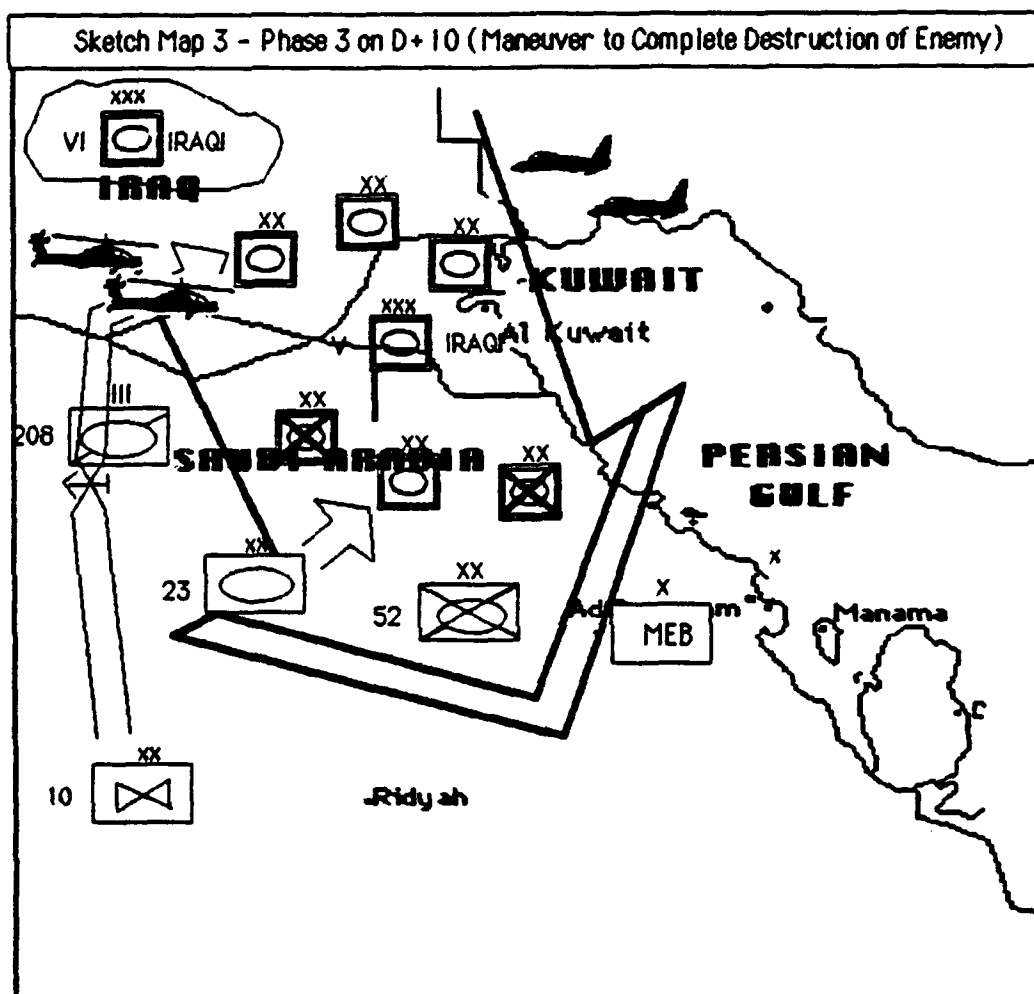 Sketch Map 3 - Phase 3 on D+10 (Maneuver to Complete Destruction of Enemy)
XXX
VI IRAQI
IRAQ
XX
XX
XX
KUWAIT
XXX
V IRAQI
Al Kuwait
III
208
XX
XX
XX
SAUDI ARABIA
PERSIAN
GULF
XX
23
XX
52
X
MEB
X
Manama
XX
10
Ridyah